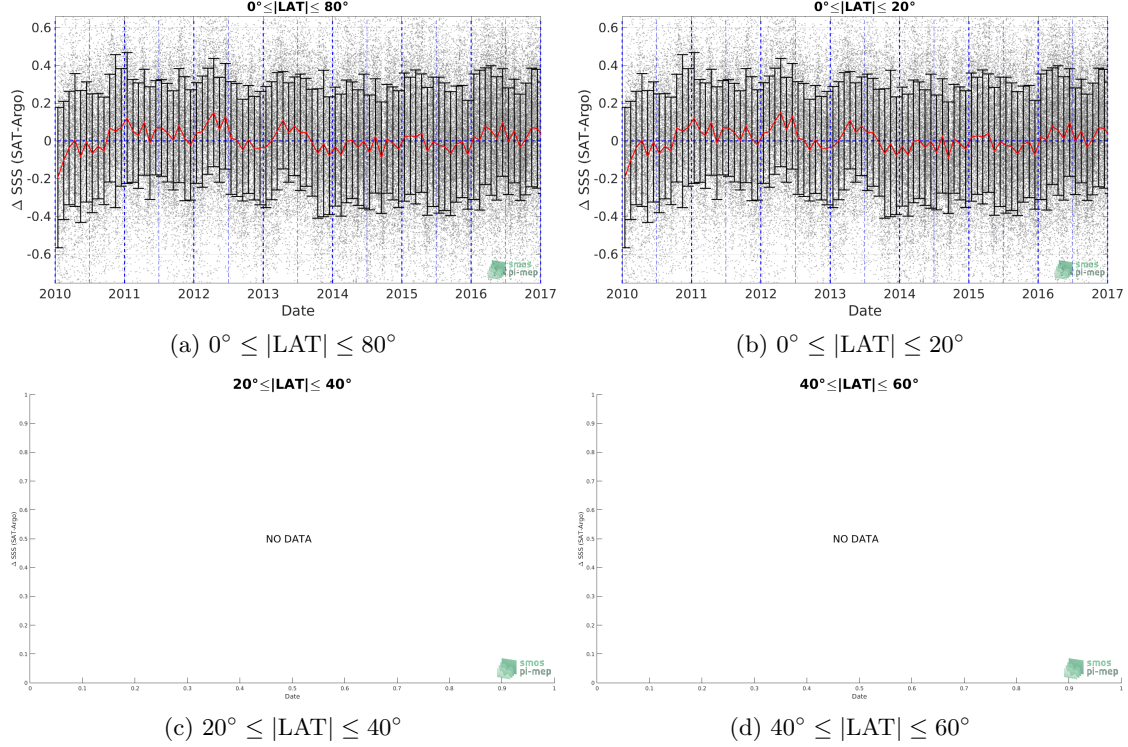 0°≤|LAT|≤ 80°
0.6
0.4
0.2
0
-0.2
-0.4
-0.6
Δ SSS (SAT-Argo)
smos
pi-mep
2010 2011 2012 2013 2014 2015 2016 2017
Date
(a) 0° ≤ |LAT| ≤ 80°
0°≤|LAT|≤ 20°
0.6
0.4
0.2
0
-0.2
-0.4
-0.6
Δ SSS (SAT-Argo)
smos
pi-mep
2010 2011 2012 2013 2014 2015 2016 2017
Date
(b) 0° ≤ |LAT| ≤ 20°
20°≤|LAT|≤ 40°
1
0.9
0.8
0.7
0.6
0.5
0.4
0.3
0.2
0.1
0
Δ SSS (SAT-Argo)
NO DATA
smos
pi-mep
0 0.1 0.2 0.3 0.4 0.5 0.6 0.7 0.8 0.9 1
Date
(c) 20° ≤ |LAT| ≤ 40°
40°≤|LAT|≤ 60°
1
0.9
0.8
0.7
0.6
0.5
0.4
0.3
0.2
0.1
0
Δ SSS (SAT-Argo)
NO DATA
smos
pi-mep
0 0.1 0.2 0.3 0.4 0.5 0.6 0.7 0.8 0.9 1
Date
(d) 40° ≤ |LAT| ≤ 60°